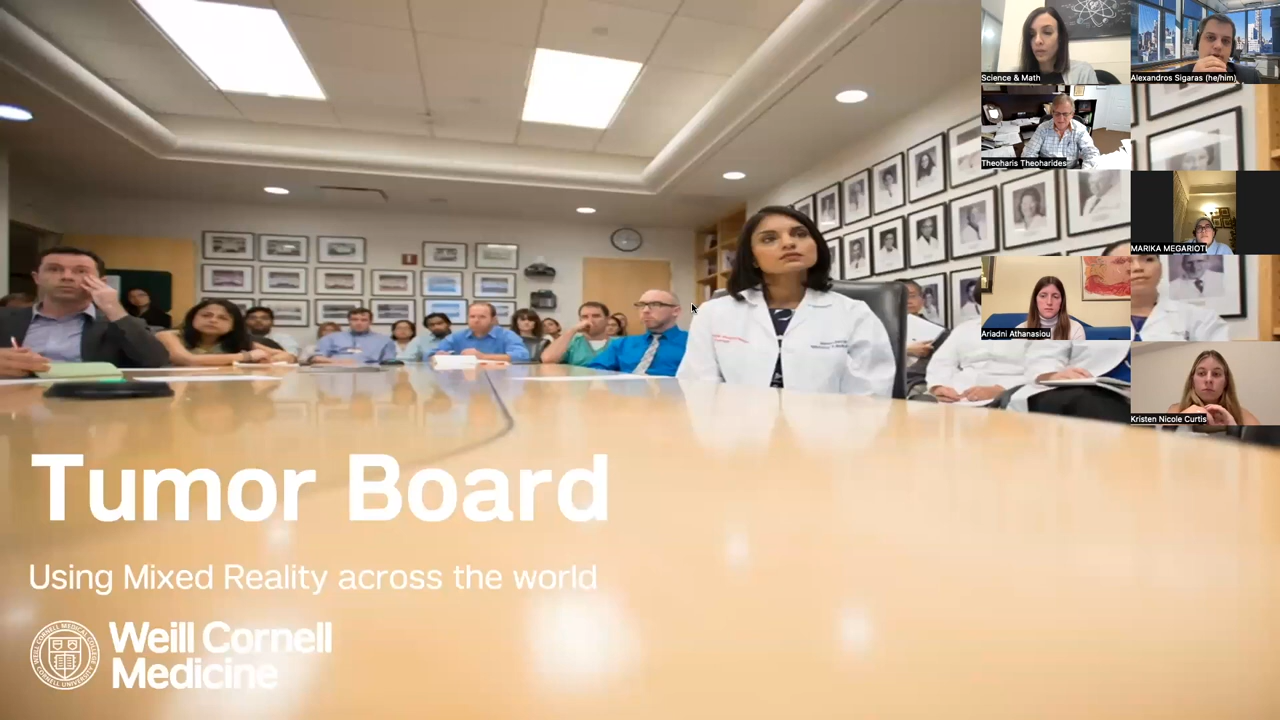 Science & Math
Alexandros Sigaras (he/him)
Theoharis Theoharides
MARIKA MEGARIOTI
Ariadni Athanasiou
Kristen Nicole Curtis
Tumor Board
Using Mixed Reality across the world
Weill Cornell
Medicine